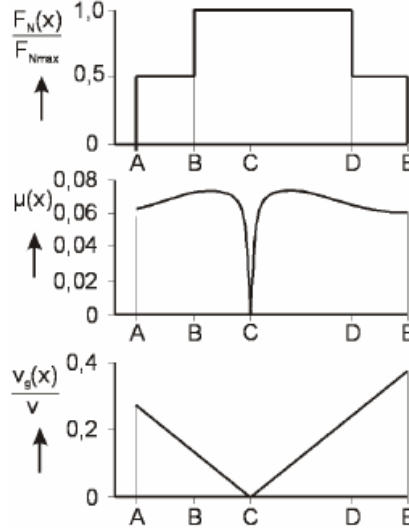 F_N(x)
F_Nmax
1,0
0,5
0
A B C D E
μ(x)
0,08
0,06
0,04
0,02
0
A B C D E
v_g(x)
v
0,4
0,2
0
A B C D E